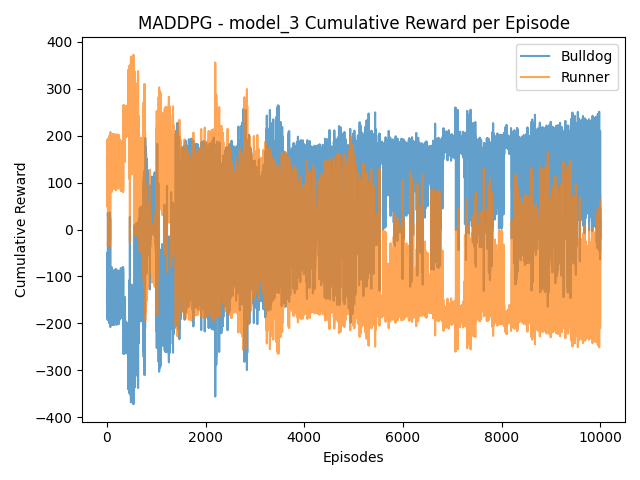 MADDPG - model_3 Cumulative Reward per Episode
Bulldog
Runner
Cumulative Reward
400
300
200
100
0
−100
−200
−300
−400
0 2000 4000 6000 8000 10000
Episodes